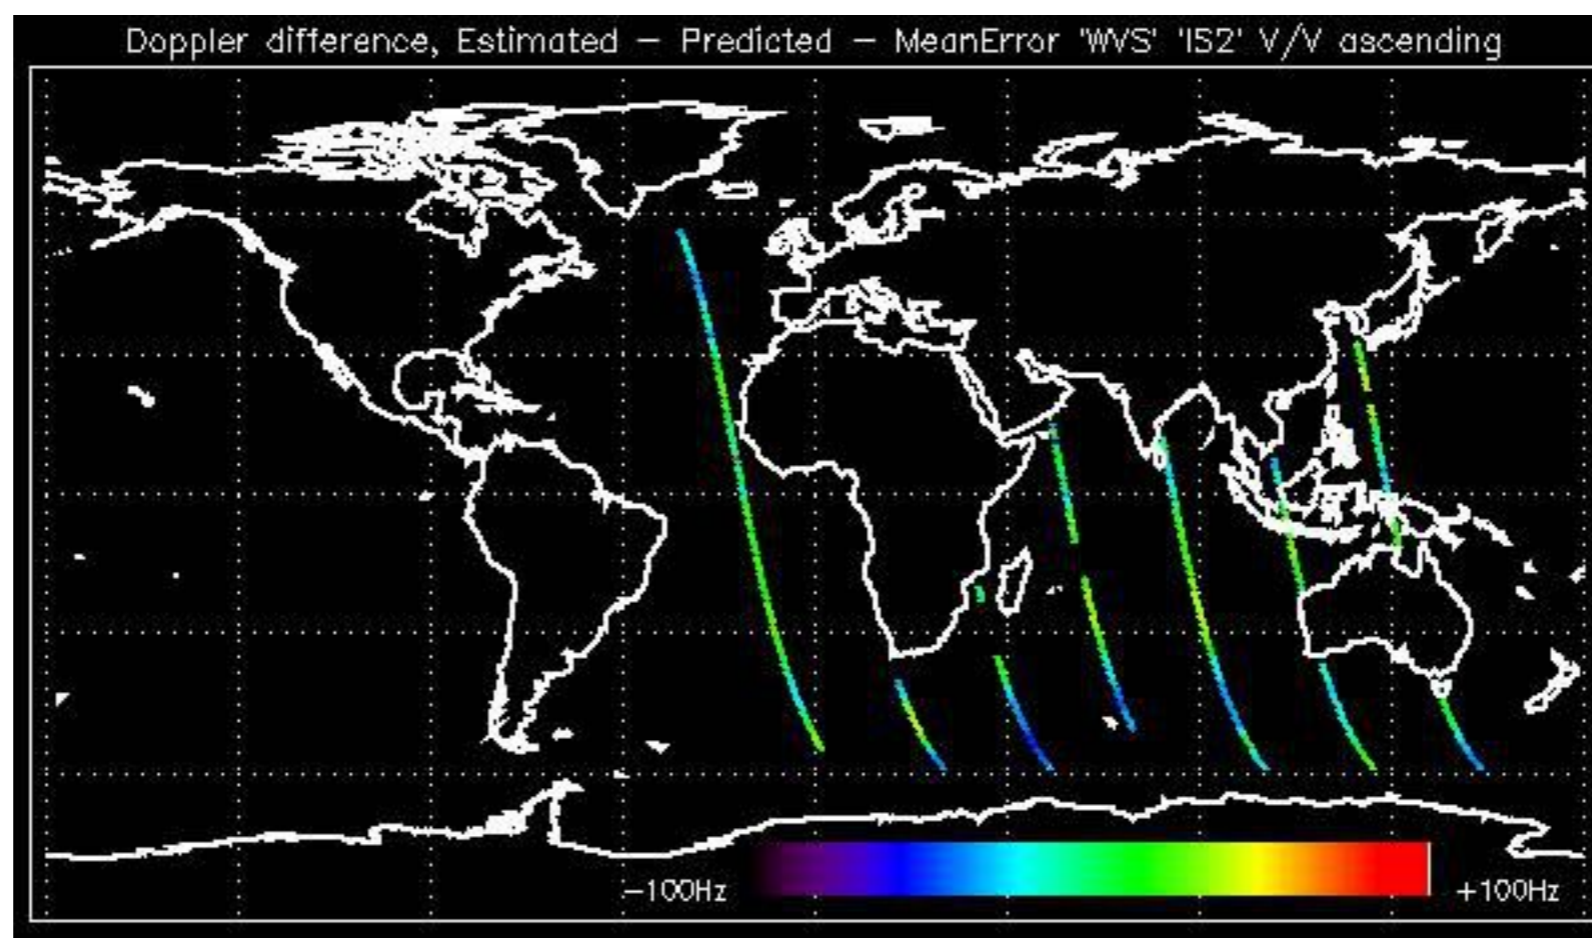 Doppler difference, Estimated – Predicted – MeanError 'WVS' 'IS2' V/V ascending
–100Hz
+100Hz